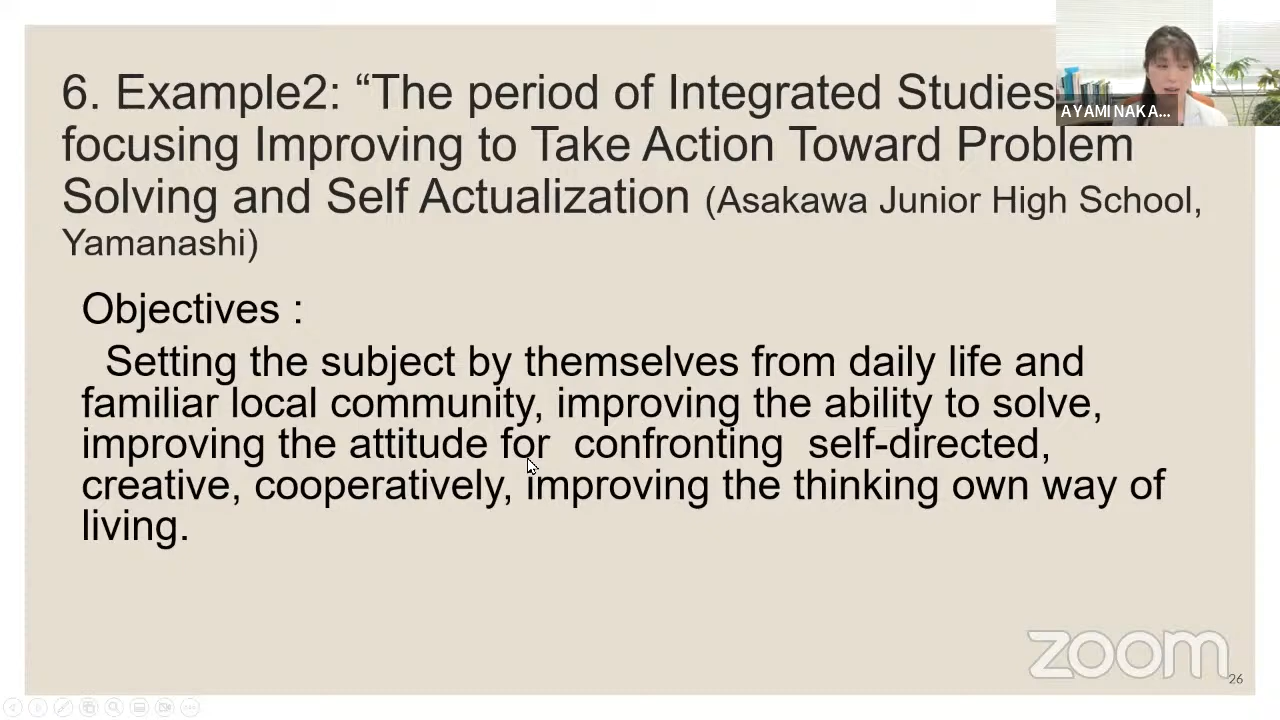 6. Example2: “The period of Integrated Studies
focusing Improving to Take Action Toward Problem
Solving and Self Actualization (Asakawa Junior High School,
Yamanashi)
AYAMI NAKA...
Objectives :
Setting the subject by themselves from daily life and
familiar local community, improving the ability to solve,
improving the attitude for confronting self-directed,
creative, cooperatively, improving the thinking own way of
living.
zoom
26